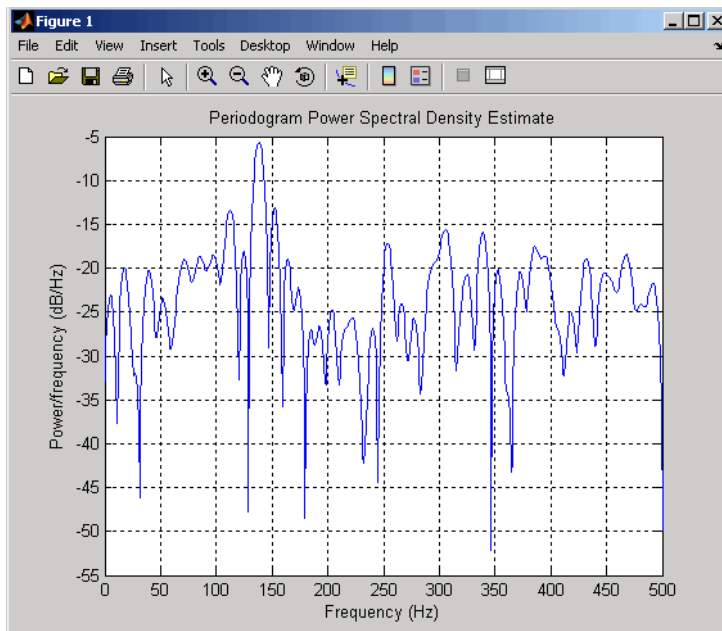 Figure 1
File Edit View Insert Tools Desktop Window Help
Periodogram Power Spectral Density Estimate
Power/frequency (dB/Hz)
-5
-10
-15
-20
-25
-30
-35
-40
-45
-50
-55
0 50 100 150 200 250 300 350 400 450 500
Frequency (Hz)